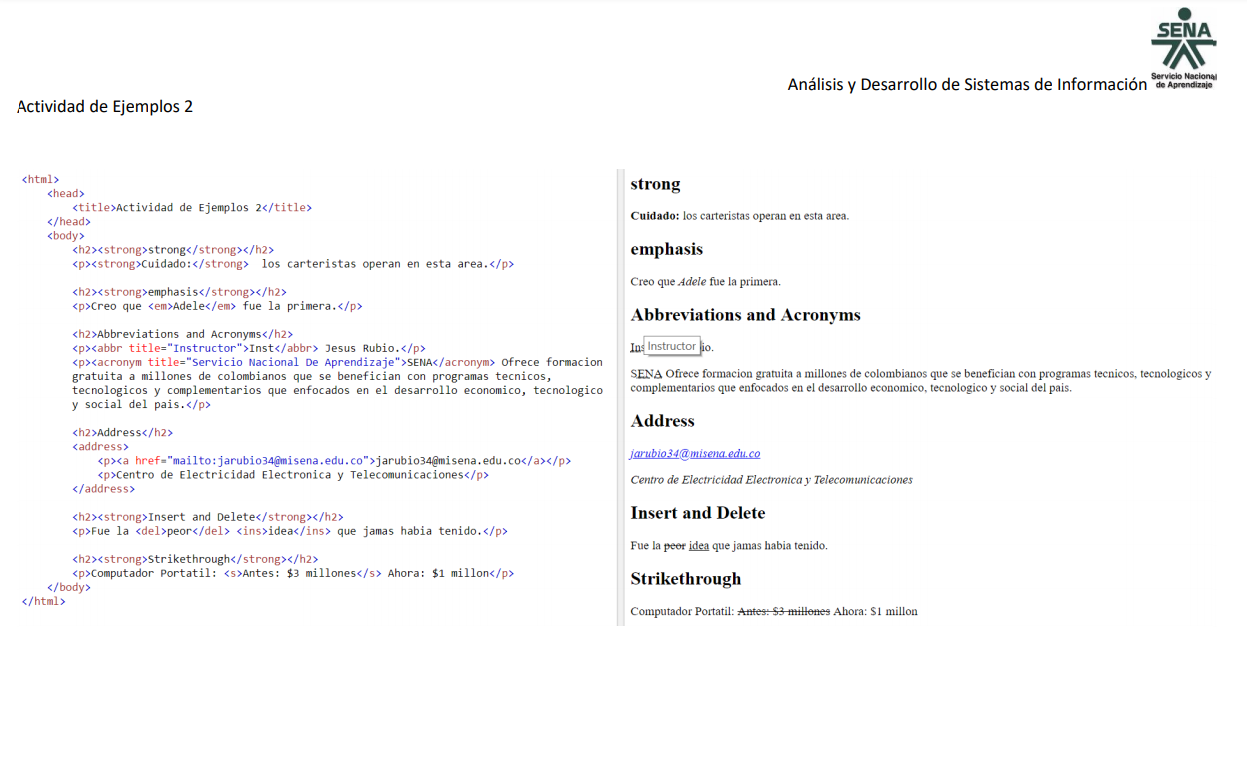 SENA
Servicio Nacional
de Aprendizaje
Análisis y Desarrollo de Sistemas de Información
Actividad de Ejemplos 2
<html>
<head>
<title>Actividad de Ejemplos 2</title>
</head>
<body>
<h2><strong>strong</strong></h2>
<p><strong>Cuidado:</strong>  los carteristas operan en esta area.</p>
<h2><strong>emphasis</strong></h2>
<p>Creo que <em>Adele</em> fue la primera.</p>
<h2>Abbreviations and Acronyms</h2>
<p><abbr title="Instructor">Inst</abbr> Jesus Rubio.</p>
<p><acronym title="Servicio Nacional De Aprendizaje">SENA</acronym> Ofrece formacion
gratuita a millones de colombianos que se benefician con programas tecnicos,
tecnologicos y complementarios que enfocados en el desarrollo economico, tecnologico
y social del pais.</p>
<h2>Address</h2>
<address>
<p><a href="mailto:jarubio34@misena.edu.co">jarubio34@misena.edu.co</a></p>
<p>Centro de Electricidad Electronica y Telecomunicaciones</p>
</address>
<h2><strong>Insert and Delete</strong></h2>
<p>Fue la <del>peor</del> <ins>idea</ins> que jamas habia tenido.</p>
<h2><strong>Strikethrough</strong></h2>
<p>Computador Portatil: <s>Antes: $3 millones</s> Ahora: $1 millon</p>
</body>
</html>
strong
Cuidado: los carteristas operan en esta area.
emphasis
Creo que Adele fue la primera.
Abbreviations and Acronyms
Instructor
SENA Ofrece formacion gratuita a millones de colombianos que se benefician con programas tecnicos, tecnologicos y
complementarios que enfocados en el desarrollo economico, tecnologico y social del pais.
Address
jarubio34@misena.edu.co
Centro de Electricidad Electronica y Telecomunicaciones
Insert and Delete
Fue la peor idea que jamas habia tenido.
Strikethrough
Computador Portatil: Antes: $3 millones Ahora: $1 millon